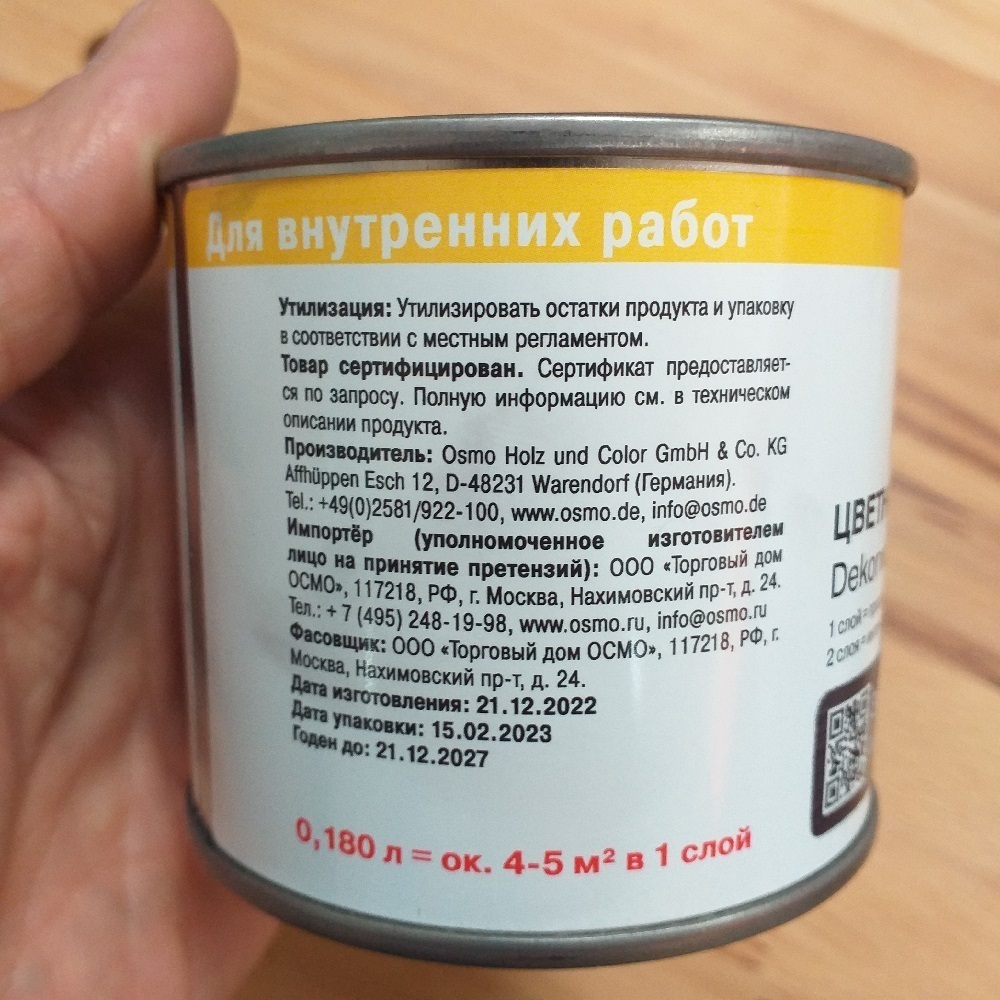 Для внутренних работ
Утилизация: Утилизировать остатки продукта и упаковку
в соответствии с местным регламентом.
Товар сертифицирован. Сертификат предоставляет-
ся по запросу. Полную информацию см. в техническом
описании продукта.
Производитель: Osmo Holz und Color GmbH & Co. KG
Affhüppen Esch 12, D-48231 Warendorf (Германия).
Tel.: +49(0)2581/922-100, www.osmo.de, info@osmo.de
Импортёр (уполномоченное изготовителем
лицо на принятие претензий): ООО «Торговый дом
ОСМО», 117218, РФ, г. Москва, Нахимовский пр-т, д. 24.
Тел.: + 7 (495) 248-19-98, www.osmo.ru, info@osmo.ru
Фасовщик: ООО «Торговый дом ОСМО», 117218, РФ, г.
Москва, Нахимовский пр-т, д. 24.
Дата изготовления: 21.12.2022
Дата упаковки: 15.02.2023
Годен до: 21.12.2027
0,180 л = ок. 4-5 м² в 1 слой
1 слой =
2 слоя =